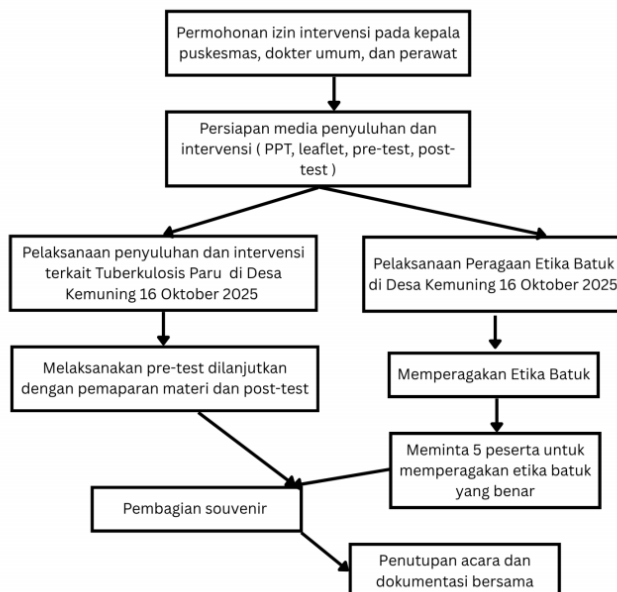 Permohonan izin intervensi pada kepala
puskesmas, dokter umum, dan perawat
Persiapan media penyuluhan dan
intervensi ( PPT, leaflet, pre-test, post-
test )
Pelaksanaan penyuluhan dan intervensi
terkait Tuberkulosis Paru di Desa
Kemuning 16 Oktober 2025
Pelaksanaan Peragaan Etika Batuk
di Desa Kemuning 16 Oktober 2025
Melaksanakan pre-test dilanjutkan
dengan pemaparan materi dan post-test
Memperagakan Etika Batuk
Meminta 5 peserta untuk
memperagakan etika batuk
yang benar
Pembagian souvenir
Penutupan acara dan
dokumentasi bersama